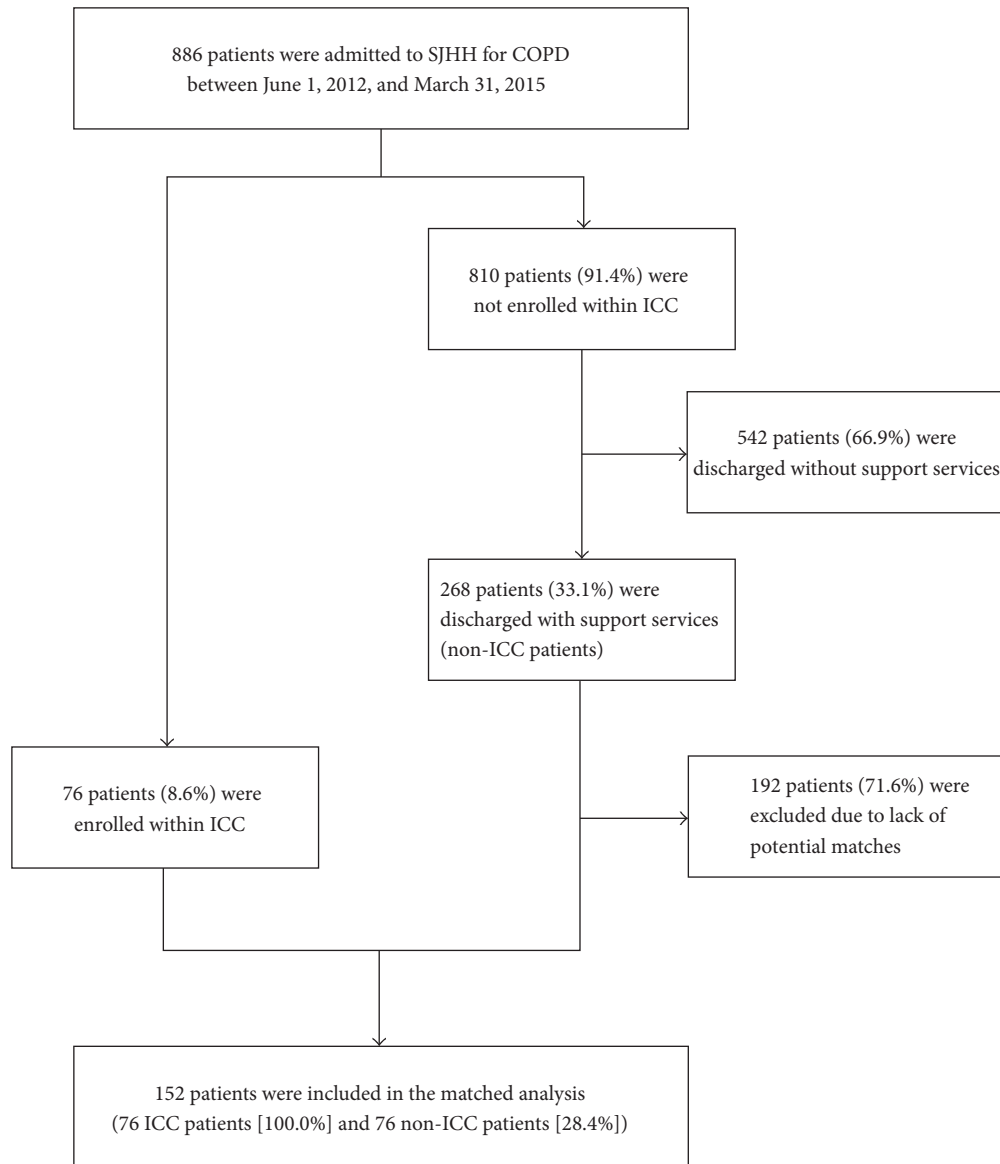 886 patients were admitted to SJHH for COPD
between June 1, 2012, and March 31, 2015
810 patients (91.4%) were
not enrolled within ICC
542 patients (66.9%) were
discharged without support services
268 patients (33.1%) were
discharged with support services
(non-ICC patients)
76 patients (8.6%) were
enrolled within ICC
192 patients (71.6%) were
excluded due to lack of
potential matches
152 patients were included in the matched analysis
(76 ICC patients [100.0%] and 76 non-ICC patients [28.4%])